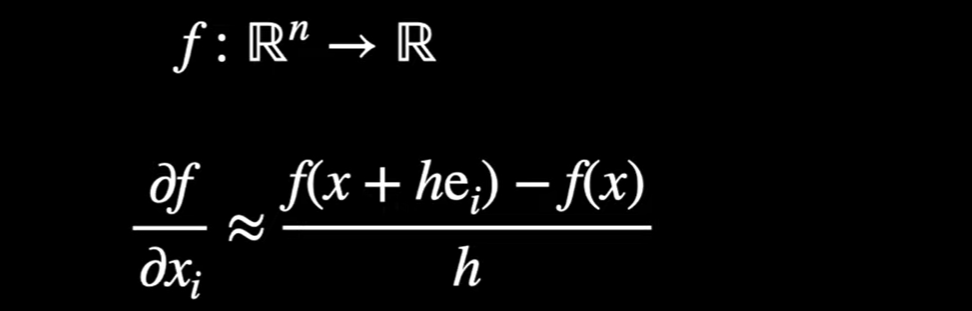 f : ℝⁿ → ℝ
∂f/∂xᵢ ≈ (f(x + heᵢ) − f(x))/h